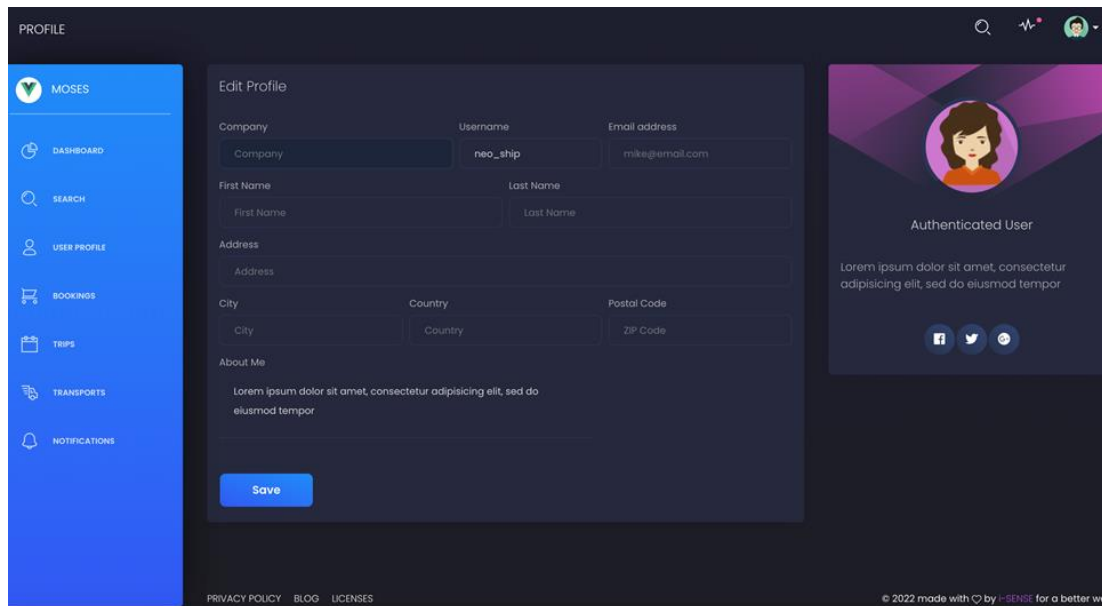 PROFILE
MOSES
DASHBOARD
SEARCH
USER PROFILE
BOOKINGS
TRIPS
TRANSPORTS
NOTIFICATIONS
Edit Profile
Company Username Email address
Company neo_ship mike@email.com
First Name Last Name
First Name Last Name
Address
Address
City Country Postal Code
City Country ZIP Code
About Me
Lorem ipsum dolor sit amet, consectetur adipisicing elit, sed do
eiusmod tempor
Save
Authenticated User
Lorem ipsum dolor sit amet, consectetur
adipisicing elit, sed do eiusmod tempor
PRIVACY POLICY BLOG LICENSES
© 2022 made with ♡ by i-SENSE for a better